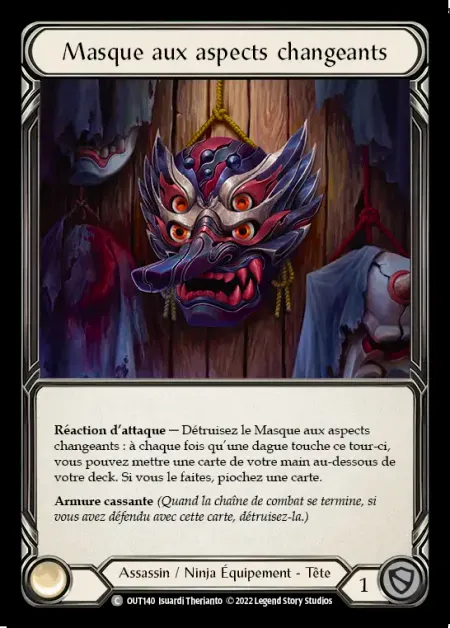 Masque aux aspects changeants
Réaction d'attaque — Détruisez le Masque aux aspects
changeants : à chaque fois qu'une dague touche ce tour-ci,
vous pouvez mettre une carte de votre main au-dessous de
votre deck. Si vous le faites, piochez une carte.
Armure cassante (Quand la chaîne de combat se termine, si
vous avez défendu avec cette carte, détruisez-la.)
Assassin / Ninja Équipement - Tête
1
C OUT140 Isuardi Therianto © 2022 Legend Story Studios